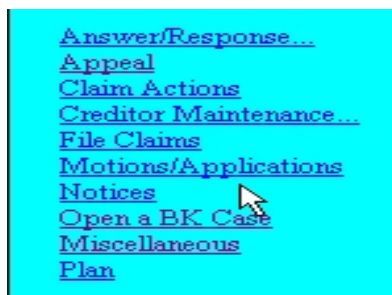 Answer/Response...
Appeal
Claim Actions
Creditor Maintenance...
File Claims
Motions/Applications
Notices
Open a BK Case
Miscellaneous
Plan